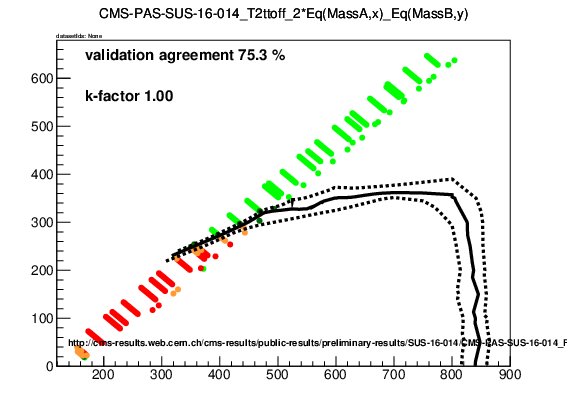 CMS-PAS-SUS-16-014_T2ttoff_2*Eq(MassA,x)_Eq(MassB,y)
datasetIds: None
validation agreement 75.3 %
k-factor 1.00
600
500
400
300
200
100
0
http://cms-results.web.cern.ch/cms-results/public-results/preliminary-results/SUS-16-014/CMS-PAS-SUS-16-014_F
200 300 400 500 600 700 800 900